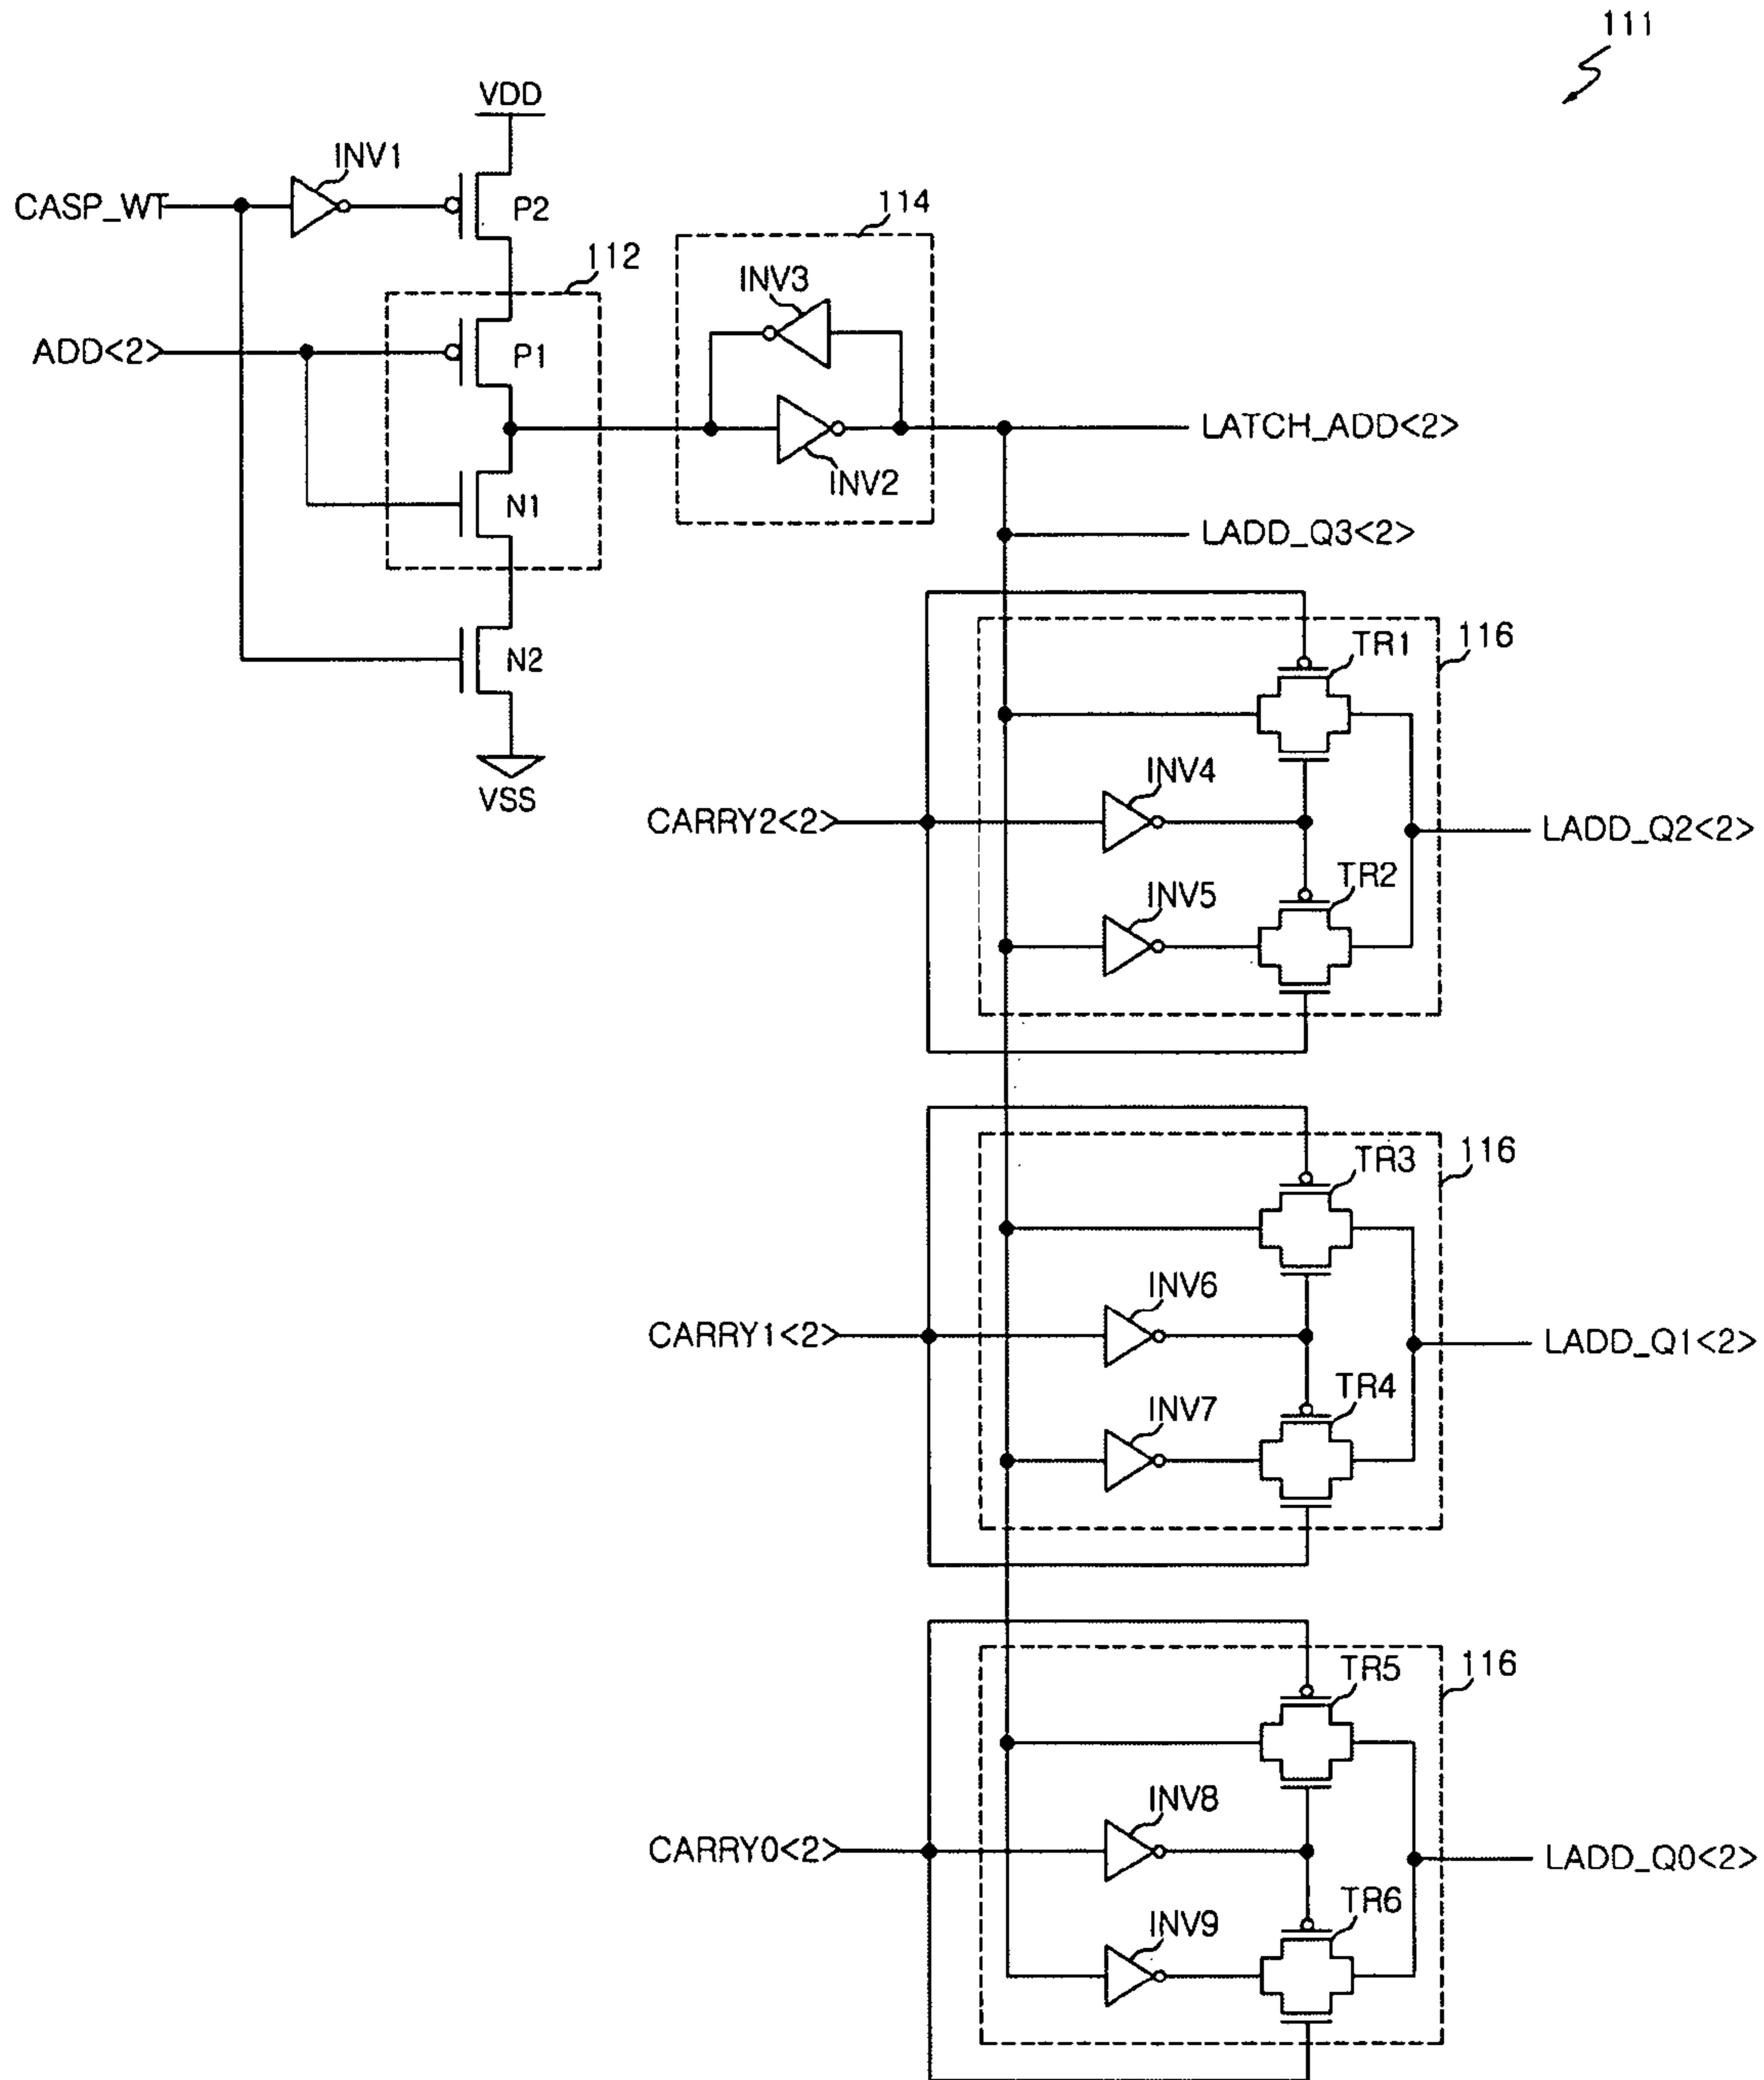 111
VDD
INV1
CASP_WT
P2
114
112
INV3
ADD<2>
P1
LATCH_ADD<2>
INV2
N1
LADD_Q3<2>
N2
TR1
116
VSS
INV4
CARRY2<2>
LADD_Q2<2>
TR2
INV5
TR3
116
INV6
CARRY1<2>
LADD_Q1<2>
TR4
INV7
TR5
116
INV8
CARRY0<2>
LADD_Q0<2>
TR6
INV9